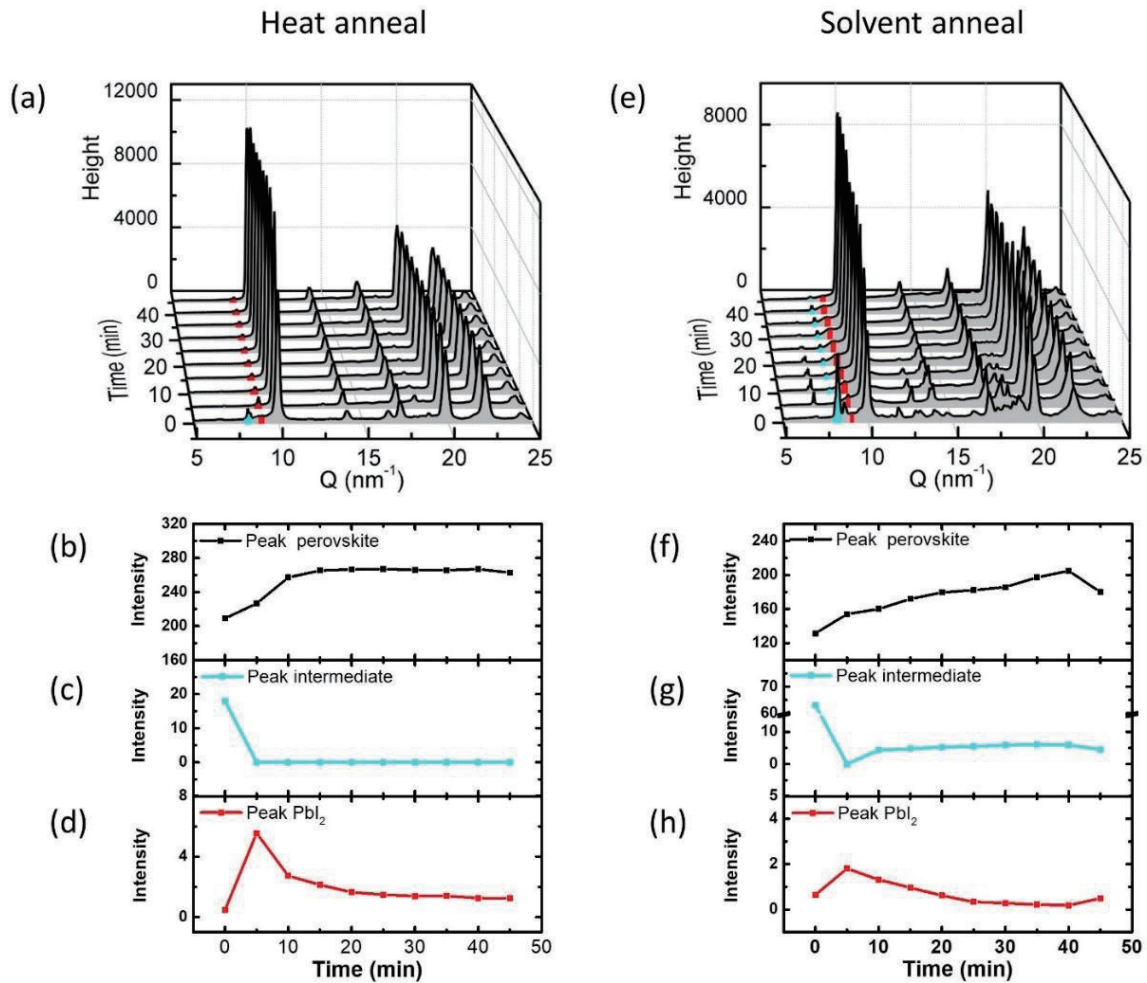 Heat anneal
Solvent anneal
(a)
12000
8000
4000
0
Height
0
10
20
30
40
Time (min)
5
10
15
20
25
Q (nm⁻¹)
(e)
8000
4000
0
Height
0
10
20
30
40
Time (min)
5
10
15
20
25
Q (nm⁻¹)
(b)
320
280
240
200
160
Intensity
Peak perovskite
(c)
20
10
0
Intensity
Peak intermediate
(d)
8
4
0
Intensity
Peak PbI₂
0 10 20 30 40 50
Time (min)
(f)
240
200
160
120
Intensity
Peak perovskite
(g)
70
60
10
0
Intensity
Peak intermediate
(h)
5
4
2
0
Intensity
Peak PbI₂
0 10 20 30 40 50
Time (min)